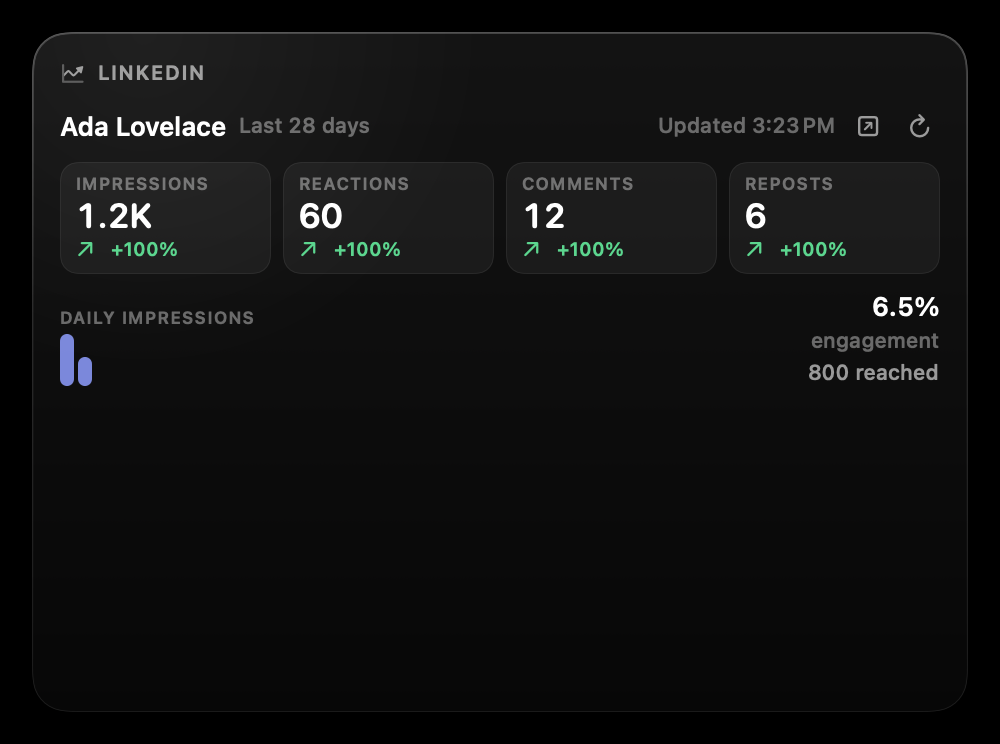 LINKEDIN
Ada Lovelace Last 28 days Updated 3:23 PM
IMPRESSIONS REACTIONS COMMENTS REPOSTS
1.2K 60 12 6
+100% +100% +100% +100%
6.5%
DAILY IMPRESSIONS
engagement
800 reached